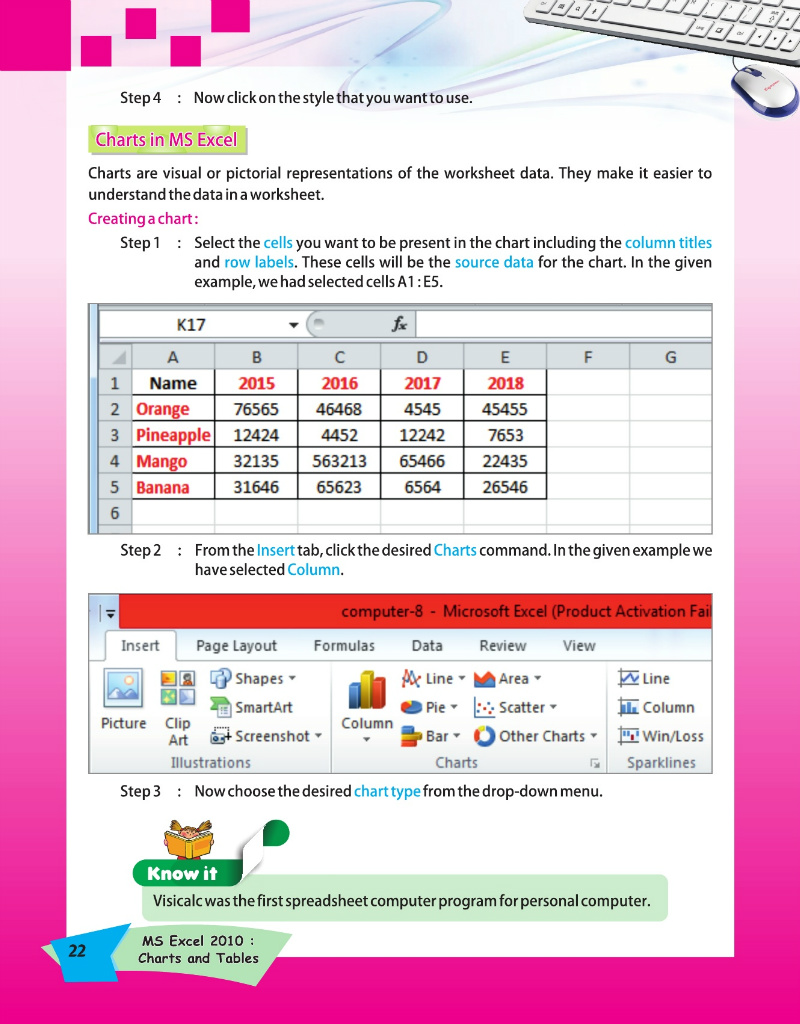 Step 4 : Now click on the style that you want to use.
Charts in MS Excel
Charts are visual or pictorial representations of the worksheet data. They make it easier to
understand the data in a worksheet.
Creating a chart :
Step 1 : Select the cells you want to be present in the chart including the column titles
and row labels. These cells will be the source data for the chart. In the given
example, we had selected cells A1 : E5.
K17 fx
A B C D E F G
1 Name 2015 2016 2017 2018
2 Orange 76565 46468 4545 45455
3 Pineapple 12424 4452 12242 7653
4 Mango 32135 563213 65466 22435
5 Banana 31646 65623 6564 26546
6
Step 2 : From the Insert tab, click the desired Charts command. In the given example we
have selected Column.
computer-8 - Microsoft Excel (Product Activation Fail
Insert Page Layout Formulas Data Review View
Shapes Line Area Line
SmartArt Pie Scatter Column
Picture Clip Art Screenshot Column Bar Other Charts Win/Loss
Illustrations Charts Sparklines
Step 3 : Now choose the desired chart type from the drop-down menu.
Know it
Visicalc was the first spreadsheet computer program for personal computer.
22
MS Excel 2010 :
Charts and Tables